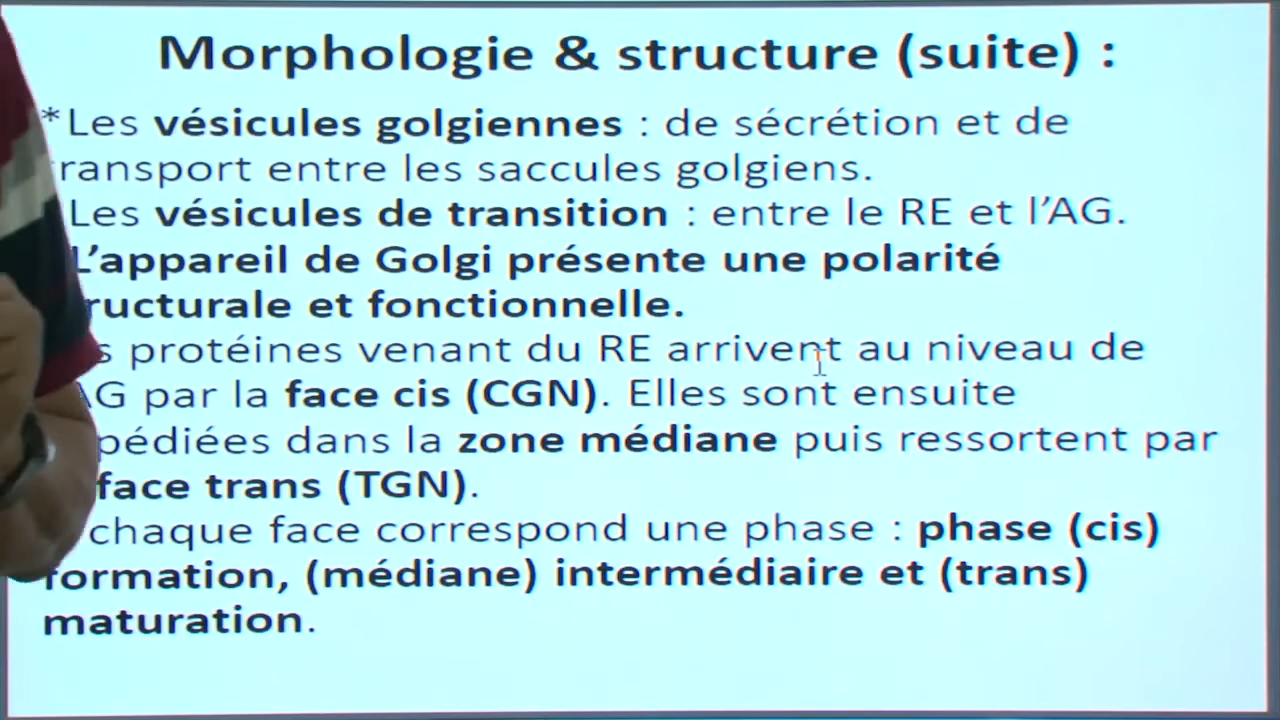 Morphologie & structure (suite) :
*Les vésicules golgiennes : de sécrétion et de
transport entre les saccules golgiens.
Les vésicules de transition : entre le RE et l’AG.
L’appareil de Golgi présente une polarité
structurale et fonctionnelle.
protéines venant du RE arrivent au niveau de
AG par la face cis (CGN). Elles sont ensuite
dans la zone médiane puis ressortent par
face trans (TGN).
chaque face correspond une phase : phase (cis)
formation, (médiane) intermédiaire et (trans)
maturation.